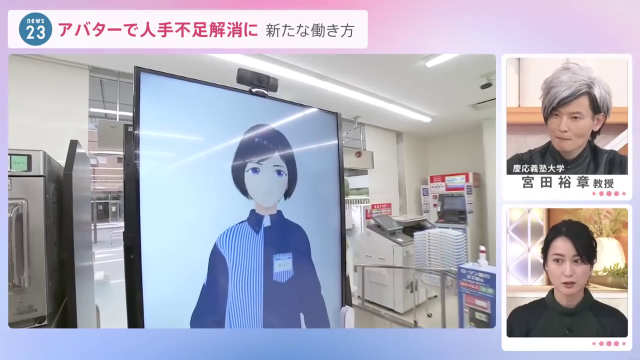 news
23
アバターで人手不足解消に 新たな働き方
慶応義塾大学
宮田裕章教授